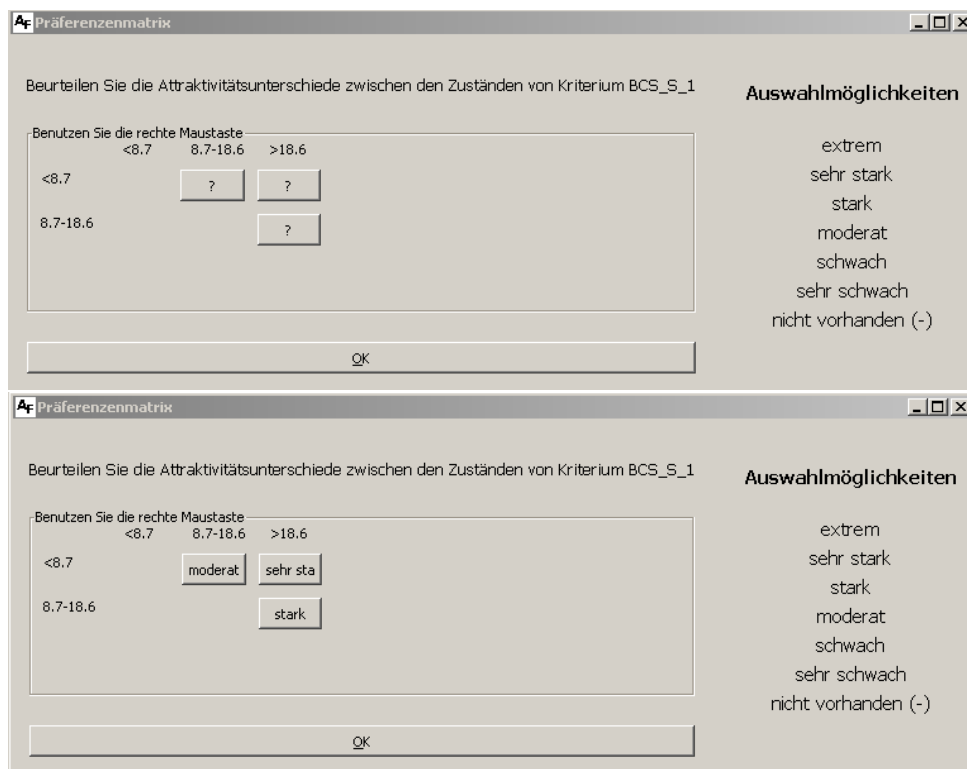 AF Präferenzenmatrix
Beurteilen Sie die Attraktivitätsunterschiede zwischen den Zuständen von Kriterium BCS_S_1
Benutzen Sie die rechte Maustaste
<8.7 8.7-18.6 >18.6
<8.7 ? ?
8.7-18.6 ?
OK
Auswahlmöglichkeiten
extrem
sehr stark
stark
moderat
schwach
sehr schwach
nicht vorhanden (-)
AF Präferenzenmatrix
Beurteilen Sie die Attraktivitätsunterschiede zwischen den Zuständen von Kriterium BCS_S_1
Benutzen Sie die rechte Maustaste
<8.7 8.7-18.6 >18.6
<8.7 moderat sehr sta
8.7-18.6 stark
OK
Auswahlmöglichkeiten
extrem
sehr stark
stark
moderat
schwach
sehr schwach
nicht vorhanden (-)